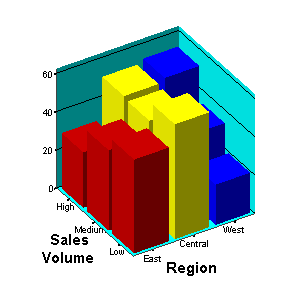 60
40
20
0
High
Medium
Low
East
Central
West
Sales
Volume
Region